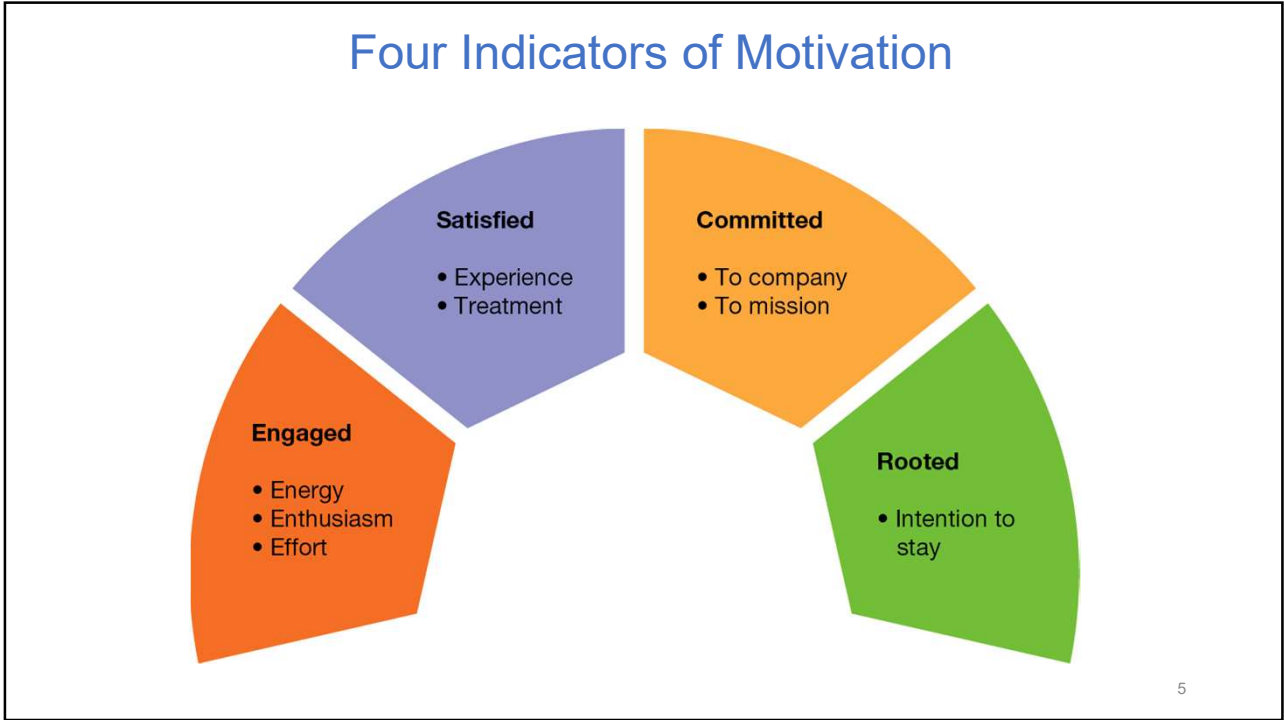 Four Indicators of Motivation
Engaged
• Energy
• Enthusiasm
• Effort
Satisfied
• Experience
• Treatment
Committed
• To company
• To mission
Rooted
• Intention to
stay
5